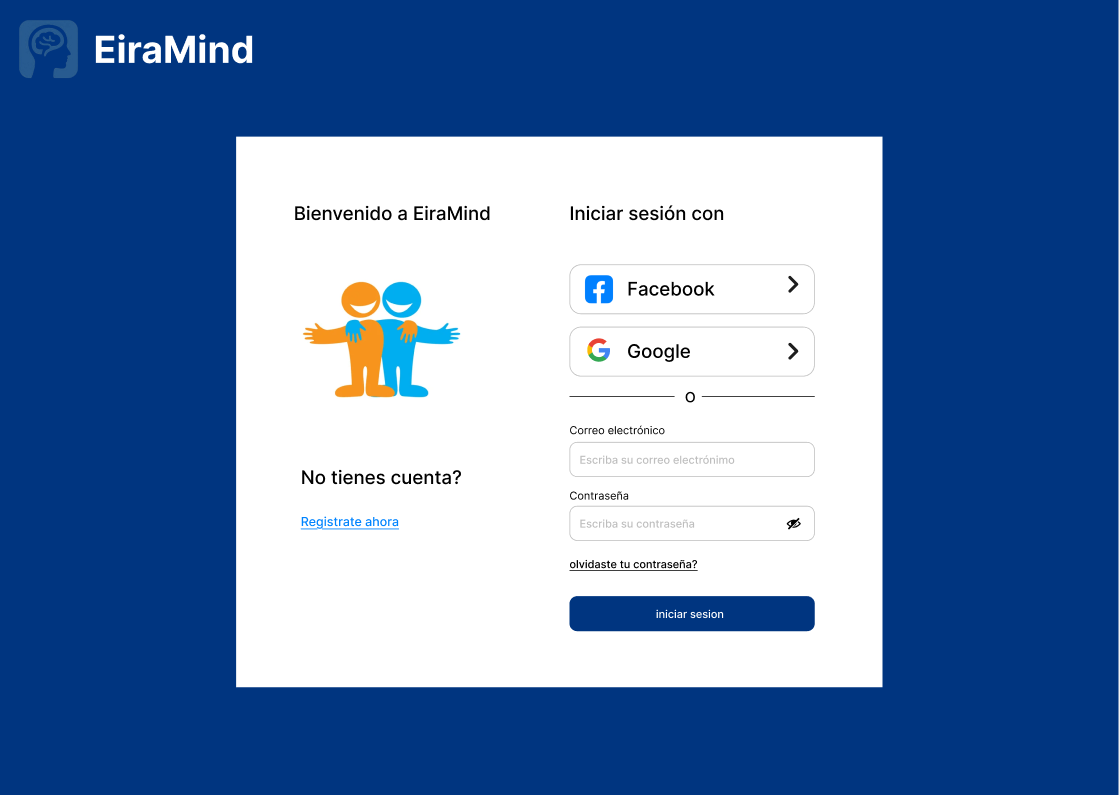 EiraMind
Bienvenido a EiraMind
No tienes cuenta?
Registrate ahora
Iniciar sesión con
Facebook
Google
O
Correo electrónico
Escriba su correo electrónimo
Contraseña
Escriba su contraseña
olvidaste tu contraseña?
iniciar sesion